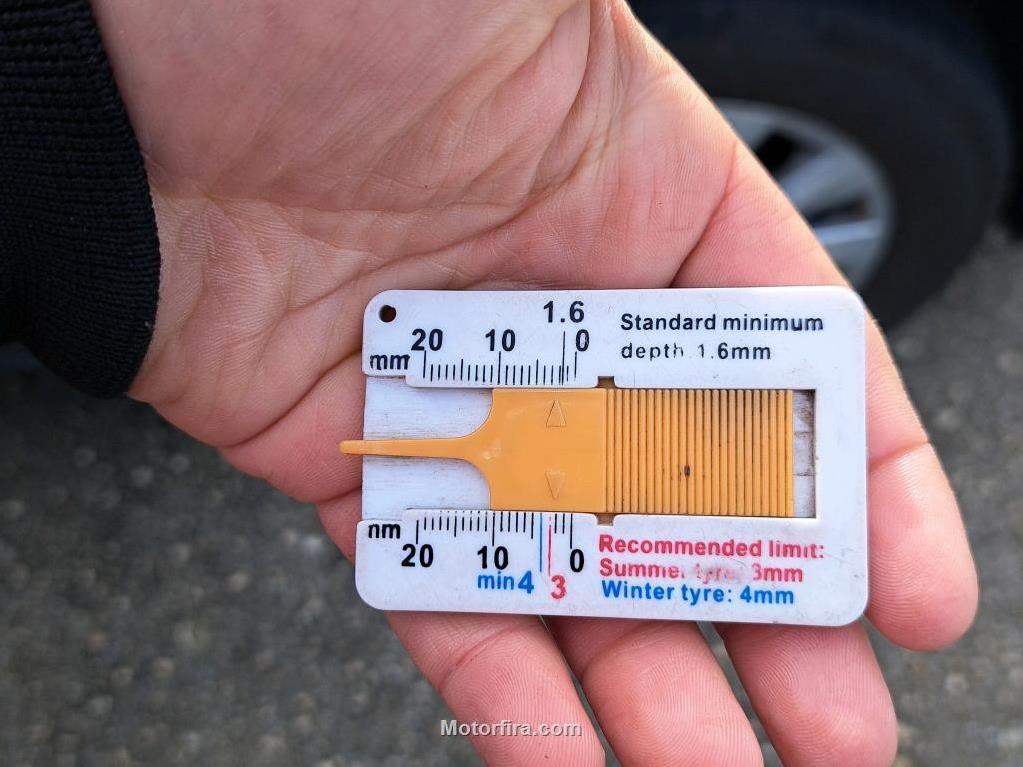 1.6
20 10 0
mm
Standard minimum
depth 1.6mm
nm
20 10 0
min 4 3
Recommended limit:
3mm
Winter tyre: 4mm
Motorfira.com